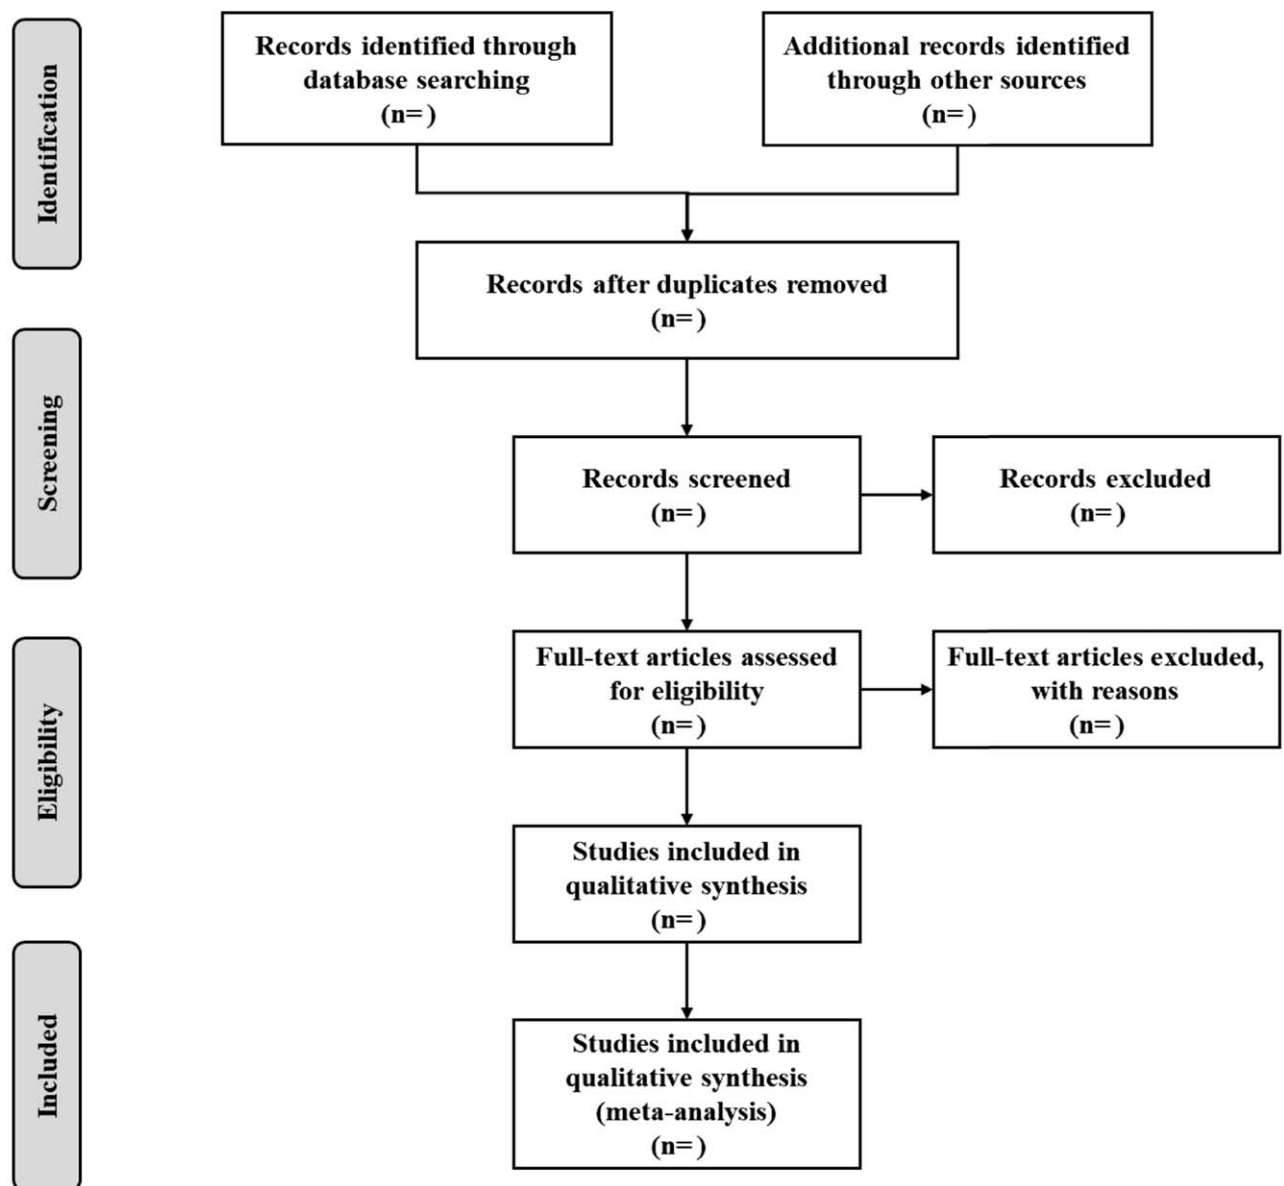 Identification
Records identified through
database searching
(n= )
Additional records identified
through other sources
(n= )
Records after duplicates removed
(n= )
Screening
Records screened
(n= )
Records excluded
(n= )
Eligibility
Full-text articles assessed
for eligibility
(n= )
Full-text articles excluded,
with reasons
(n= )
Studies included in
qualitative synthesis
(n= )
Included
Studies included in
qualitative synthesis
(meta-analysis)
(n= )